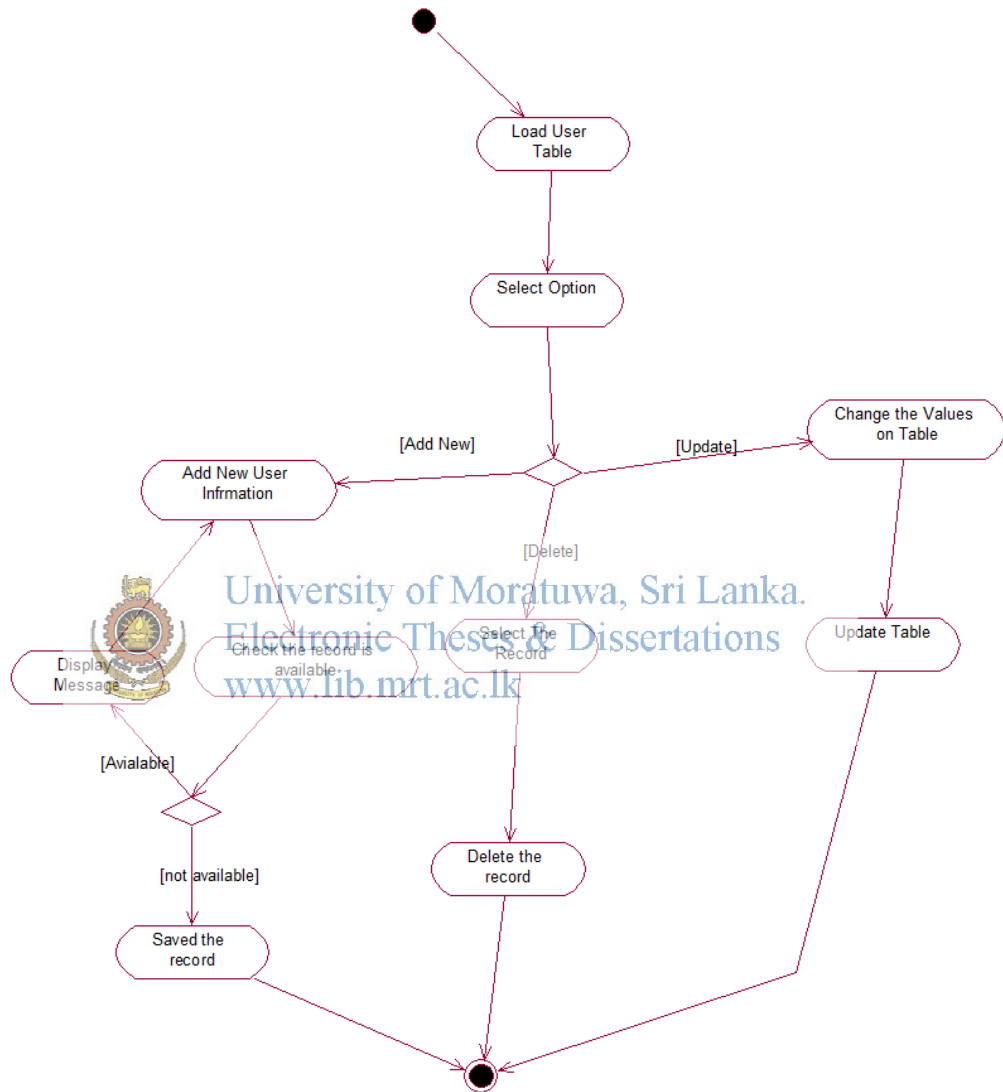 Load User
Table
Select Option
Change the Values
on Table
[Add New]
[Update]
Add New User
Infrmation
[Delete]
University of Moratuwa, Sri Lanka.
Electronic Theses & Dissertations
www.lib.mrt.ac.lk
Display
Message
Check the record is
available
Select The
Record
Update Table
[Avialable]
[not available]
Delete the
record
Saved the
record